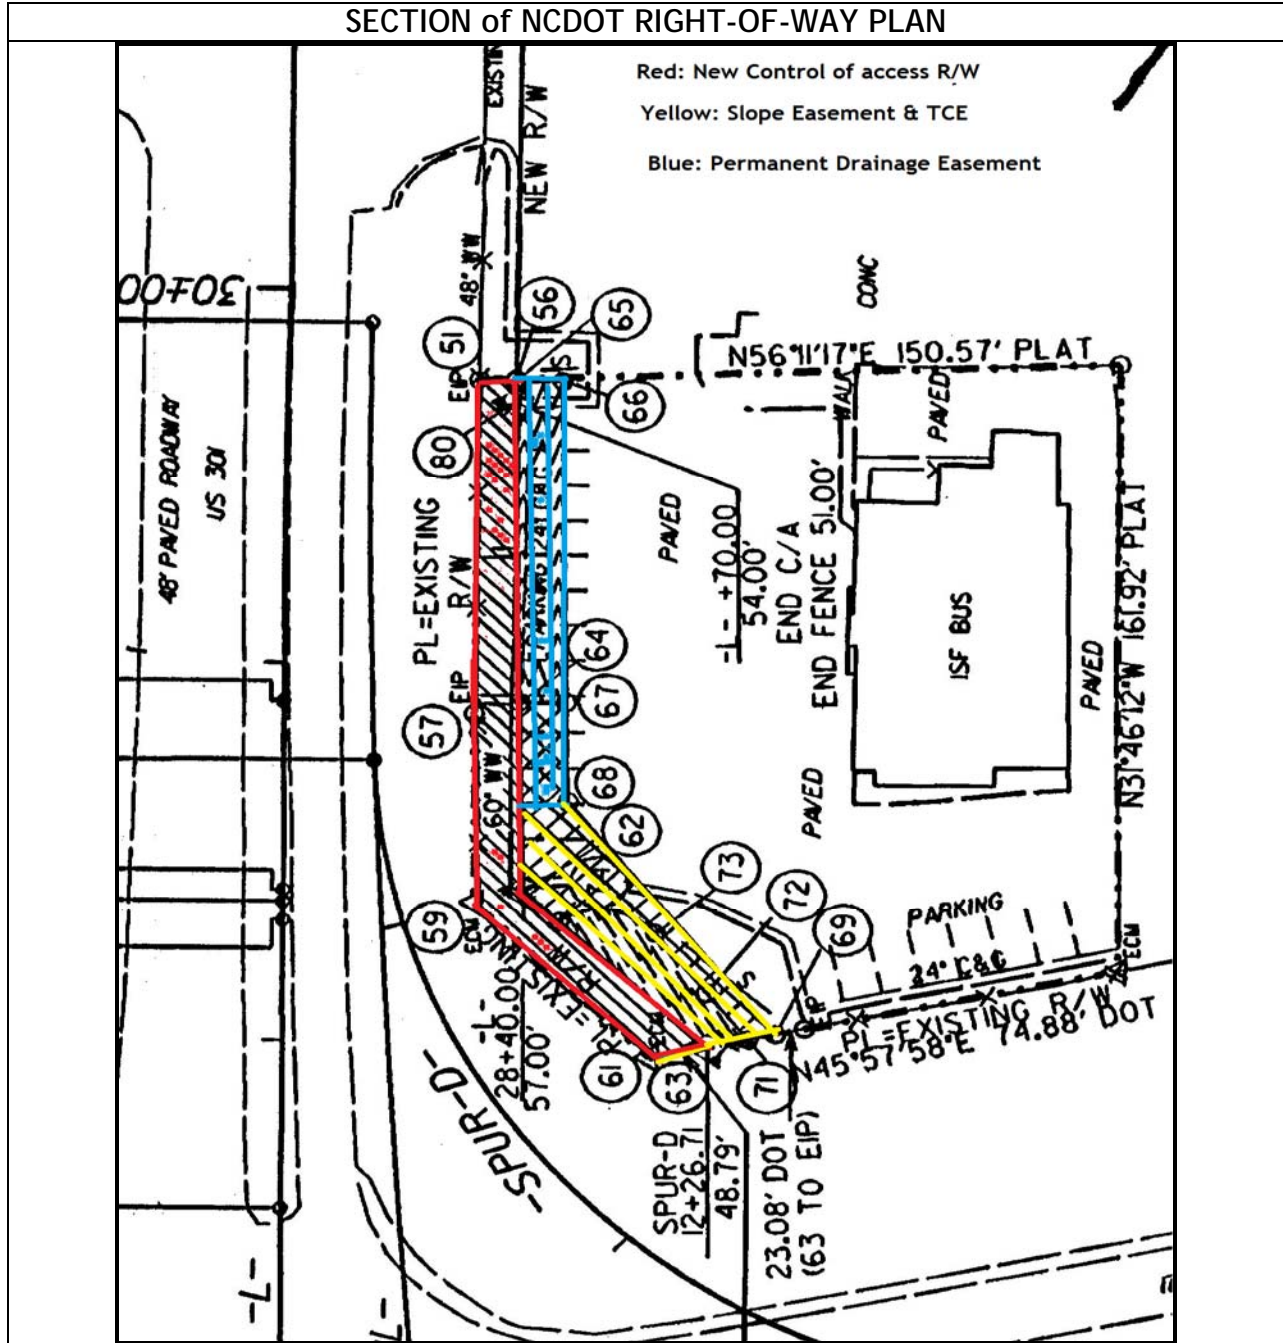 SECTION of NCDOT RIGHT-OF-WAY PLAN
Red: New Control of access R/W
Yellow: Slope Easement & TCE
Blue: Permanent Drainage Easement
EXISTIN
NEW R/W
48" WW
30+00
51
56
65
66
CONC
N56°11'17"E 150.57' PLAT
EIP
80
WALK
PAVED
48' PAVED ROADWAY
US 301
PL=EXISTING
R/W
PAVED
-L- +70.00
54.00'
END C/A
END FENCE 51.00'
ISF BUS
N31°46'12"W 161.92' PLAT
PAVED
EIP
57
64
67
60" WW
68
62
PAVED
73
72
69
59
ECM
PARKING
24" C&G
ECM
PL=EXISTING
R/W
-L-
28+40.00
57.00'
PL=EXISTING R/W
N45°57'58"E 74.88' DOT
61
63
71
-SPUR-D-
SPUR-D
12+26.71
48.79'
23.08' DOT
(63 TO EIP)
-L-
L-